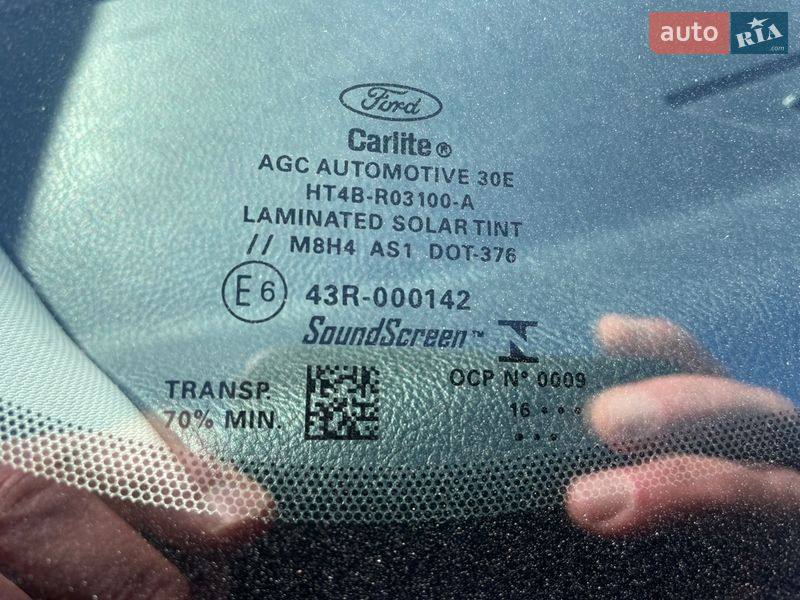 auto RIA
.com
Ford
Carlite®
AGC AUTOMOTIVE 30E
HT4B-R03100-A
LAMINATED SOLAR TINT
// M8H4 AS1 DOT-376
E6 43R-000142
SoundScreen™ N
TRANSP.
70% MIN.
OCP N° 0009
16 • • •
• • •